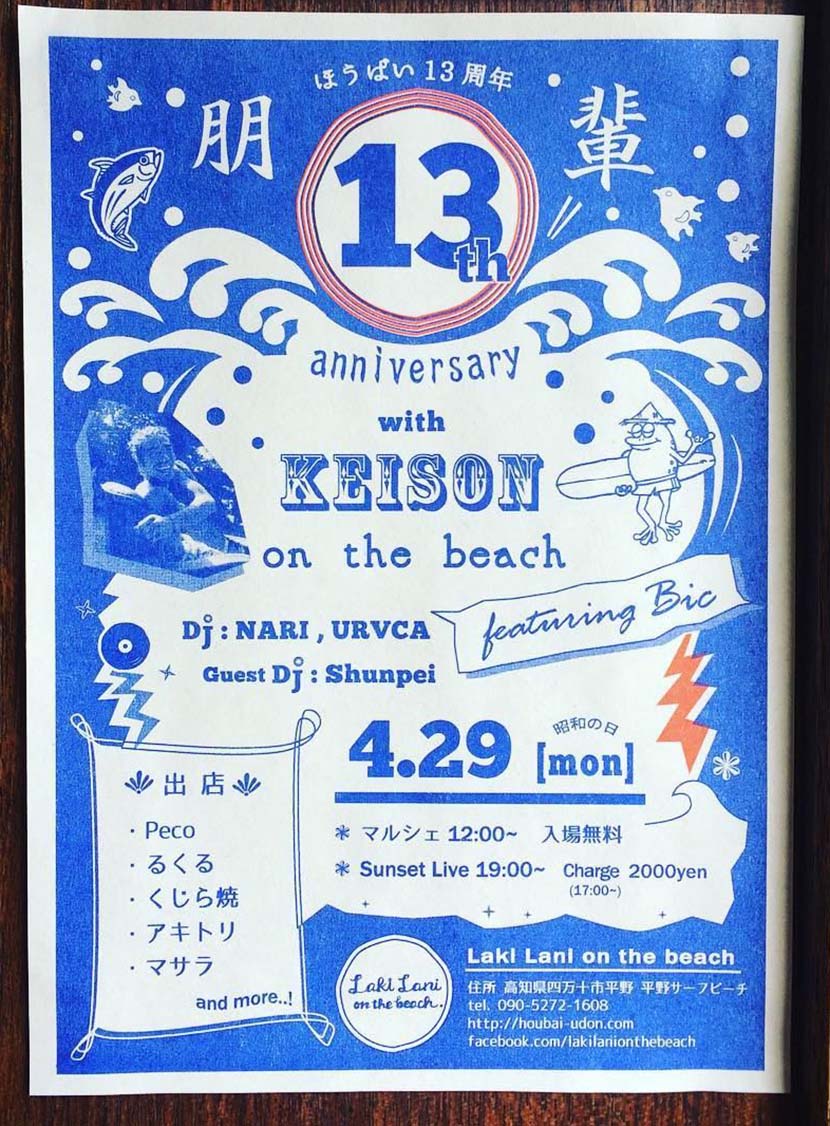 ほうばい 13 周年
朋 輩
13th
anniversary
with
KEISON
on the beach
featuring Bic
Dj : NARI , URVCA
Guest Dj : Shunpei
4.29 [mon]
昭和の日
＊ マルシェ 12:00~ 入場無料
＊ Sunset Live 19:00~ Charge 2000yen
(17:00~)
出 店
・Peco
・るくる
・くじら焼
・アキトリ
・マサラ
and more..!
Laki Lani
on the beach.
Laki Lani on the beach
住所 高知県四万十市平野 平野サーフビーチ
tel. 090-5272-1608
http://houbai-udon.com
facebook.com/lakilanionthebeach